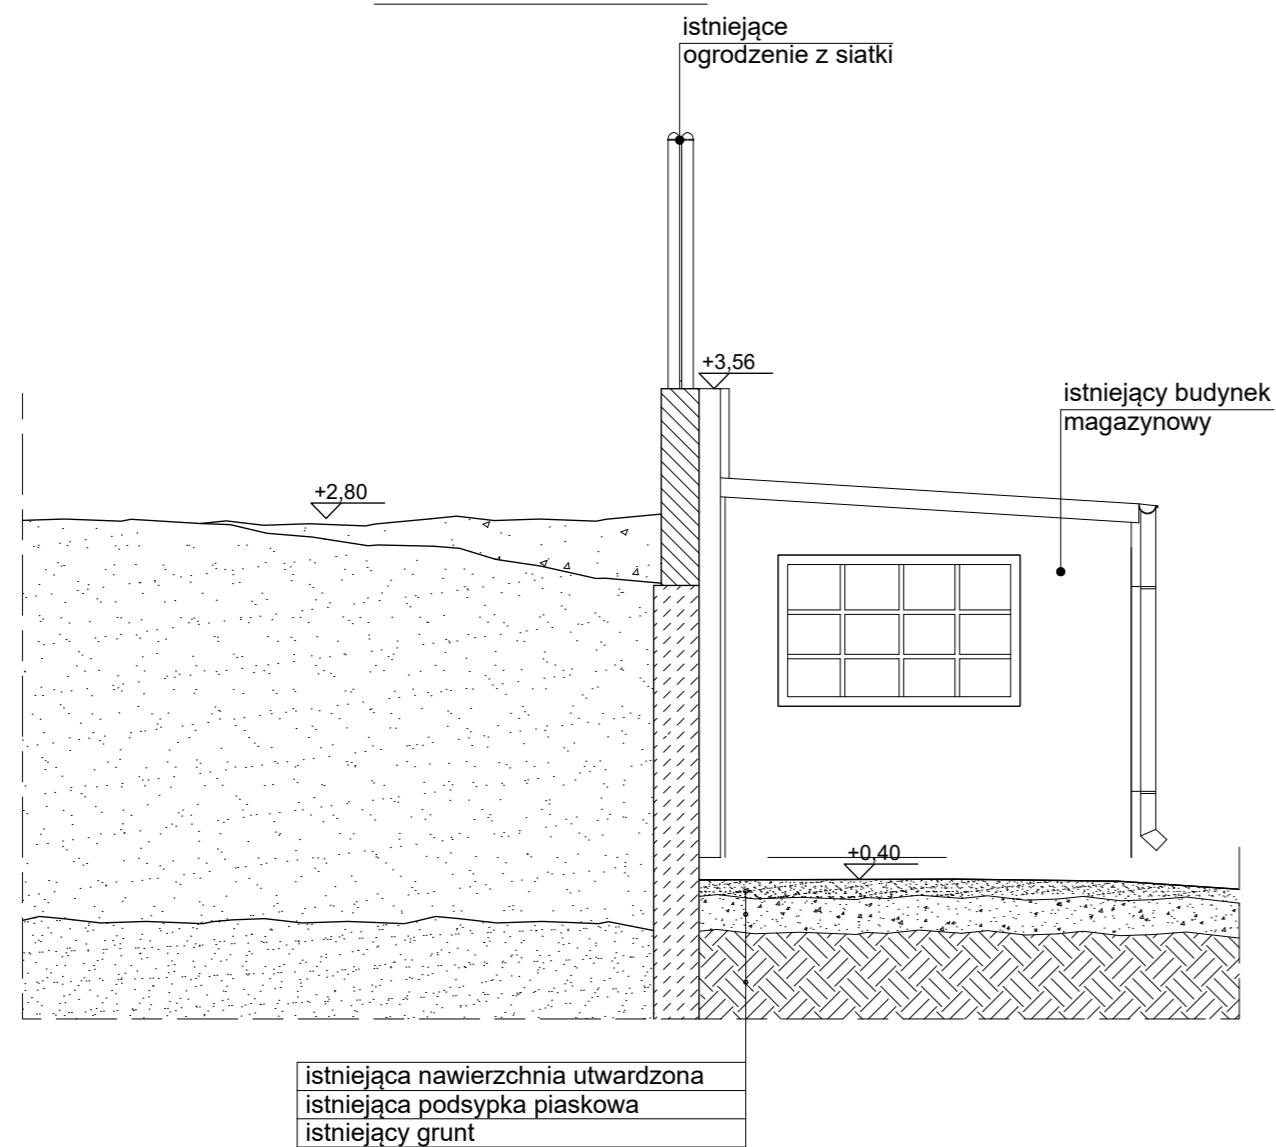 istniejące
ogrodzenie z siatki
+3,56
istniejący budynek
magazynowy
+2,80
+0,40
istniejąca nawierzchnia utwardzona
istniejąca podsypka piaskowa
istniejący grunt